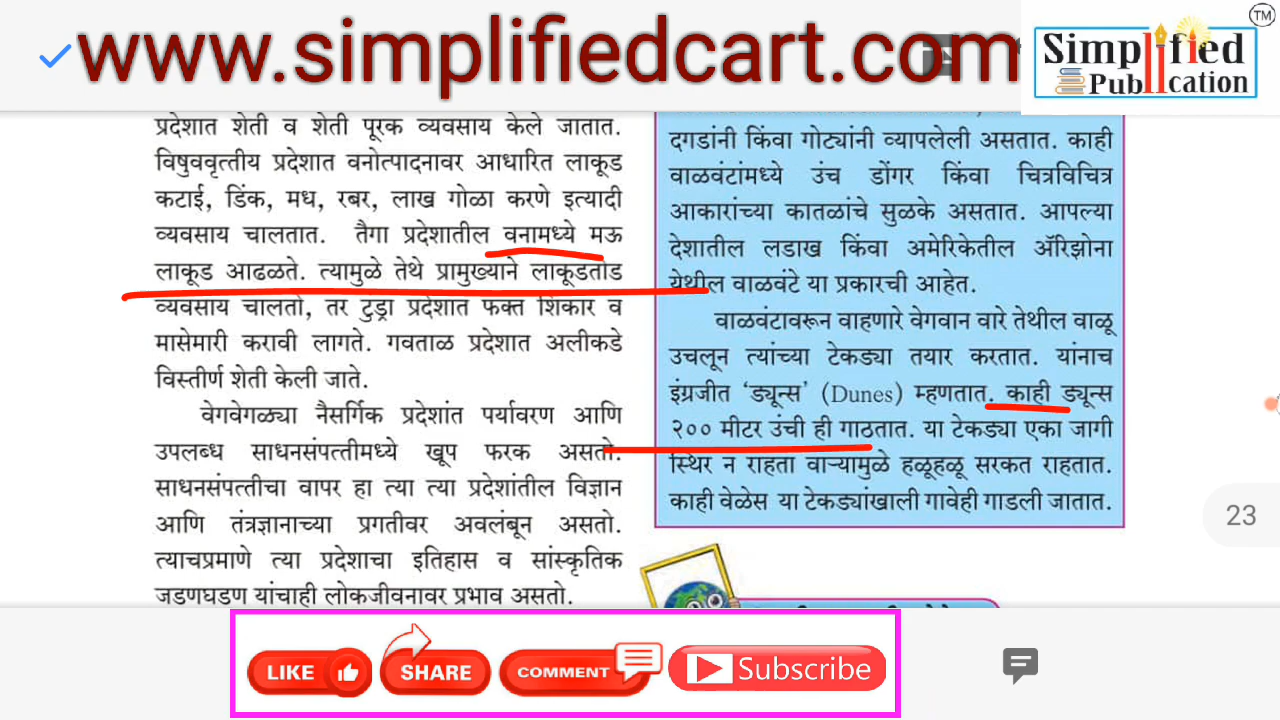 www.simplifiedcart.com
Simplified
Publication
TM
प्रदेशात शेती व शेती पूरक व्यवसाय केले जातात.
विषुववृत्तीय प्रदेशात वनोत्पादनावर आधारित लाकूड
कटाई, डिंक, मध, रबर, लाख गोळा करणे इत्यादी
व्यवसाय चालतात. तैगा प्रदेशातील वनामध्ये मऊ
लाकूड आढळते. त्यामुळे तेथे प्रामुख्याने लाकूडतोड
व्यवसाय चालतो, तर टुंड्रा प्रदेशात फक्त शिकार व
मासेमारी करावी लागते. गवताळ प्रदेशात अलीकडे
विस्तीर्ण शेती केली जाते.
वेगवेगळ्या नैसर्गिक प्रदेशांत पर्यावरण आणि
उपलब्ध साधनसंपत्तीमध्ये खूप फरक असतो.
साधनसंपत्तीचा वापर हा त्या त्या प्रदेशांतील विज्ञान
आणि तंत्रज्ञानाच्या प्रगतीवर अवलंबून असतो.
त्याचप्रमाणे त्या प्रदेशाचा इतिहास व सांस्कृतिक
जडणघडण यांचाही लोकजीवनावर प्रभाव असतो.
दगडांनी किंवा गोट्यांनी व्यापलेली असतात. काही
वाळवंटांमध्ये उंच डोंगर किंवा चित्रविचित्र
आकारांच्या कातळांचे सुळके असतात. आपल्या
देशातील लडाख किंवा अमेरिकेतील ॲरिझोना
येथील वाळवंटे या प्रकारची आहेत.
वाळवंटावरून वाहणारे वेगवान वारे तेथील वाळू
उचलून त्यांच्या टेकड्या तयार करतात. यांनाच
इंग्रजीत ‘ड्यून्स’ (Dunes) म्हणतात. काही ड्यून्स
२०० मीटर उंची ही गाठतात. या टेकड्या एका जागी
स्थिर न राहता वाऱ्यामुळे हळूहळू सरकत राहतात.
काही वेळेस या टेकड्यांखाली गावेही गाडली जातात.
23
LIKE
SHARE
COMMENT
Subscribe